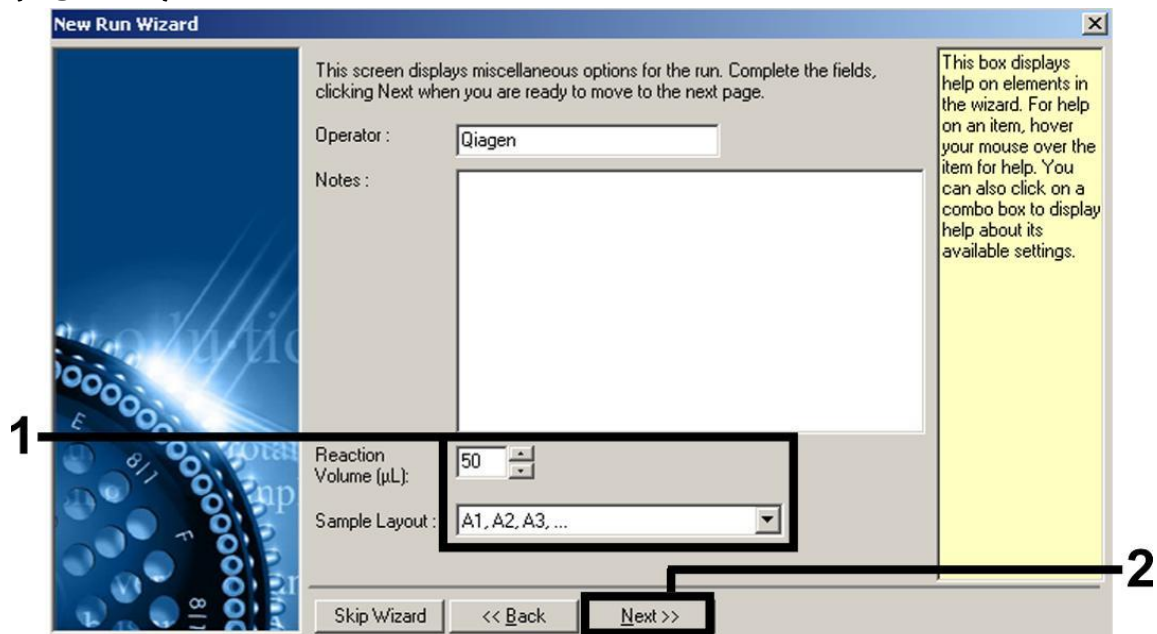 New Run Wizard
This screen displays miscellaneous options for the run. Complete the fields,
clicking Next when you are ready to move to the next page.
Operator :
Qiagen
Notes :
Reaction
Volume (µL):
50
Sample Layout :
A1, A2, A3, ...
Skip Wizard
<< Back
Next >>
This box displays
help on elements in
the wizard. For help
on an item, hover
your mouse over the
item for help. You
can also click on a
combo box to display
help about its
available settings.
1
2
E
8|1
F
8|1